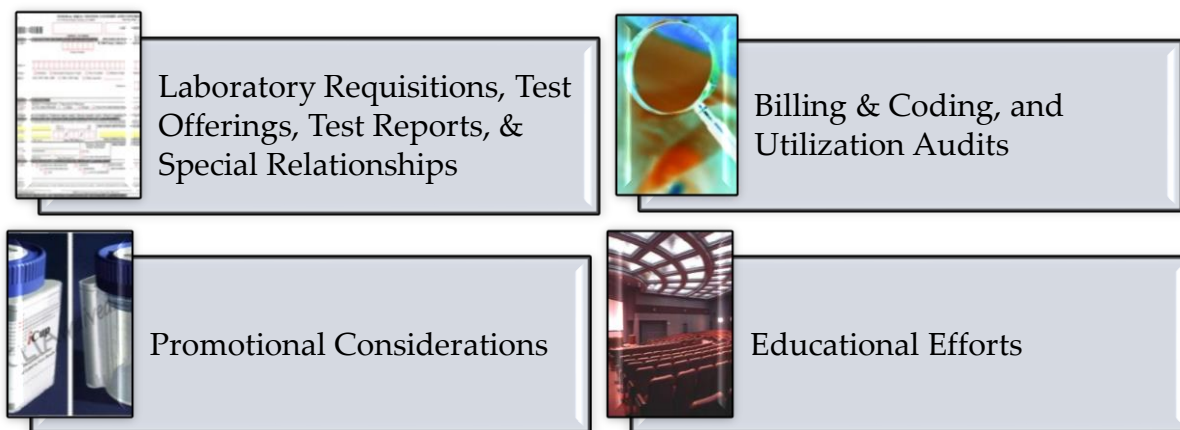 Laboratory Requisitions, Test
Offerings, Test Reports, &
Special Relationships
Billing & Coding, and
Utilization Audits
Promotional Considerations
Educational Efforts